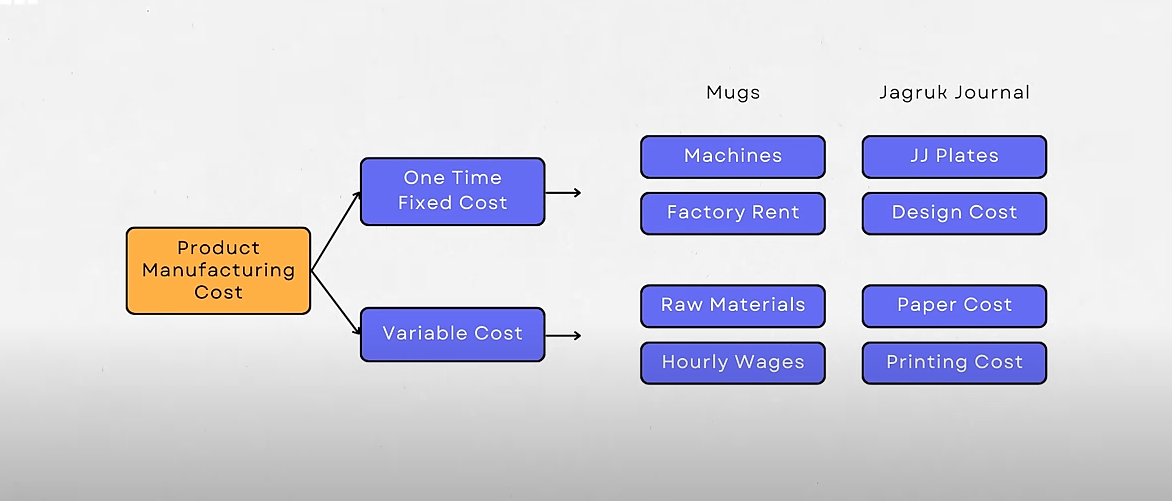 Mugs
Jagruk Journal
Machines
JJ Plates
One Time
Fixed Cost
Factory Rent
Design Cost
Product
Manufacturing
Cost
Raw Materials
Paper Cost
Variable Cost
Hourly Wages
Printing Cost